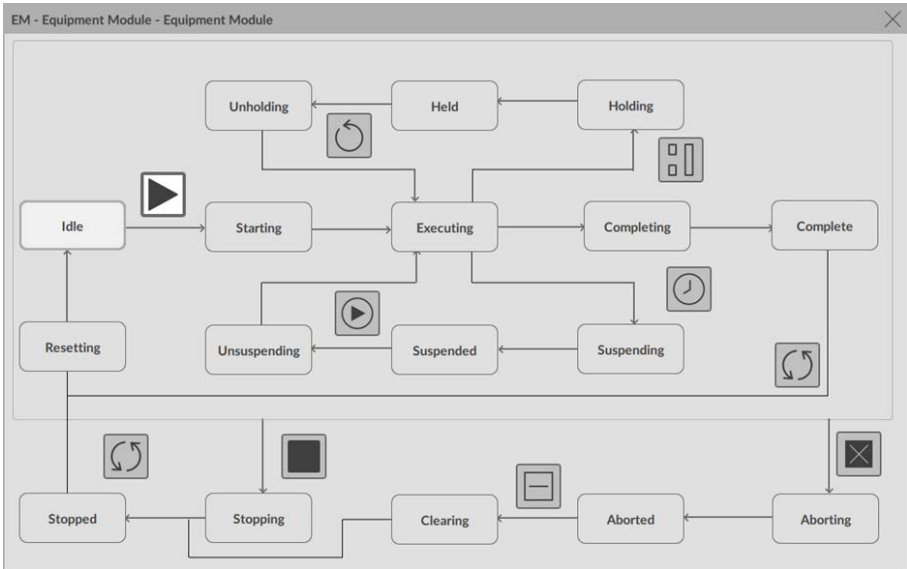 EM - Equipment Module - Equipment Module
Unholding
Held
Holding
Idle
Starting
Executing
Completing
Complete
Resetting
Unsuspending
Suspended
Suspending
Stopped
Stopping
Clearing
Aborted
Aborting